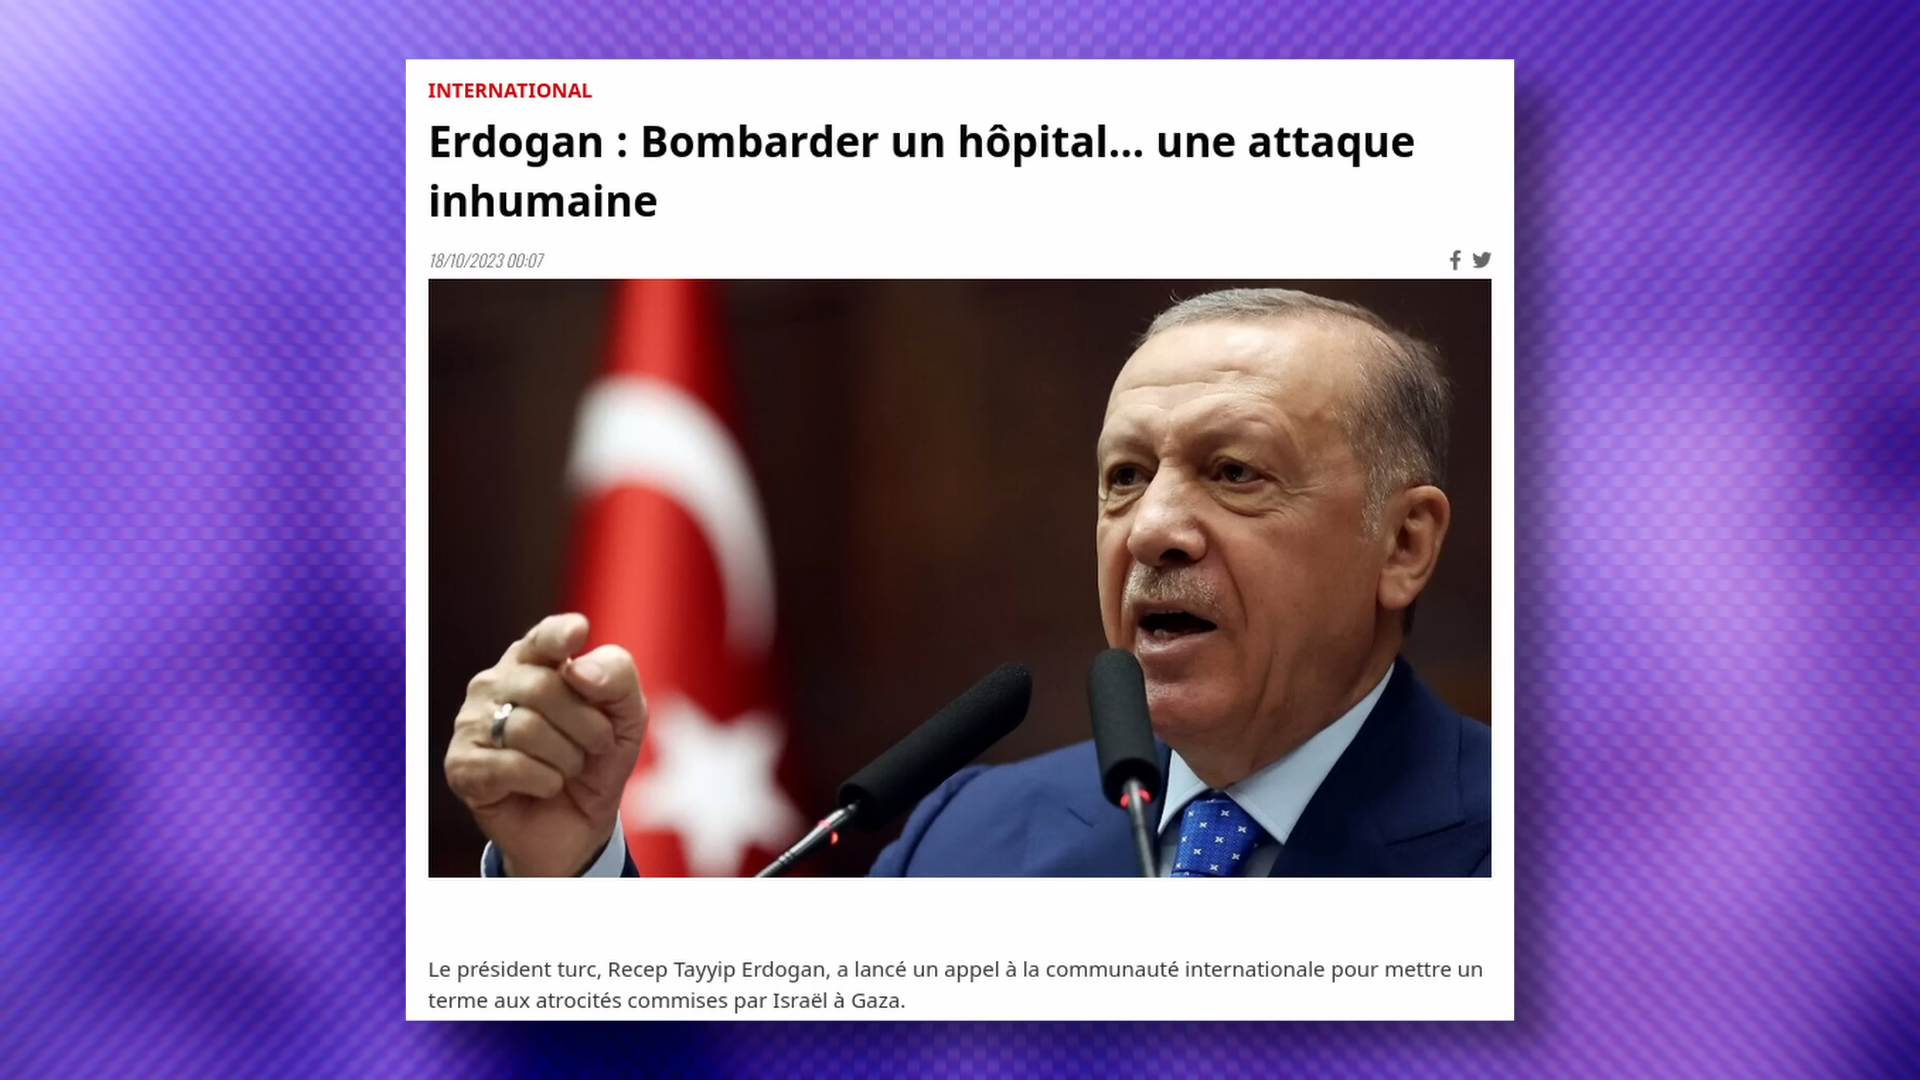 INTERNATIONAL
Erdogan : Bombarder un hôpital... une attaque
inhumaine
18/10/2023 00:07
Le président turc, Recep Tayyip Erdogan, a lancé un appel à la communauté internationale pour mettre un
terme aux atrocités commises par Israël à Gaza.